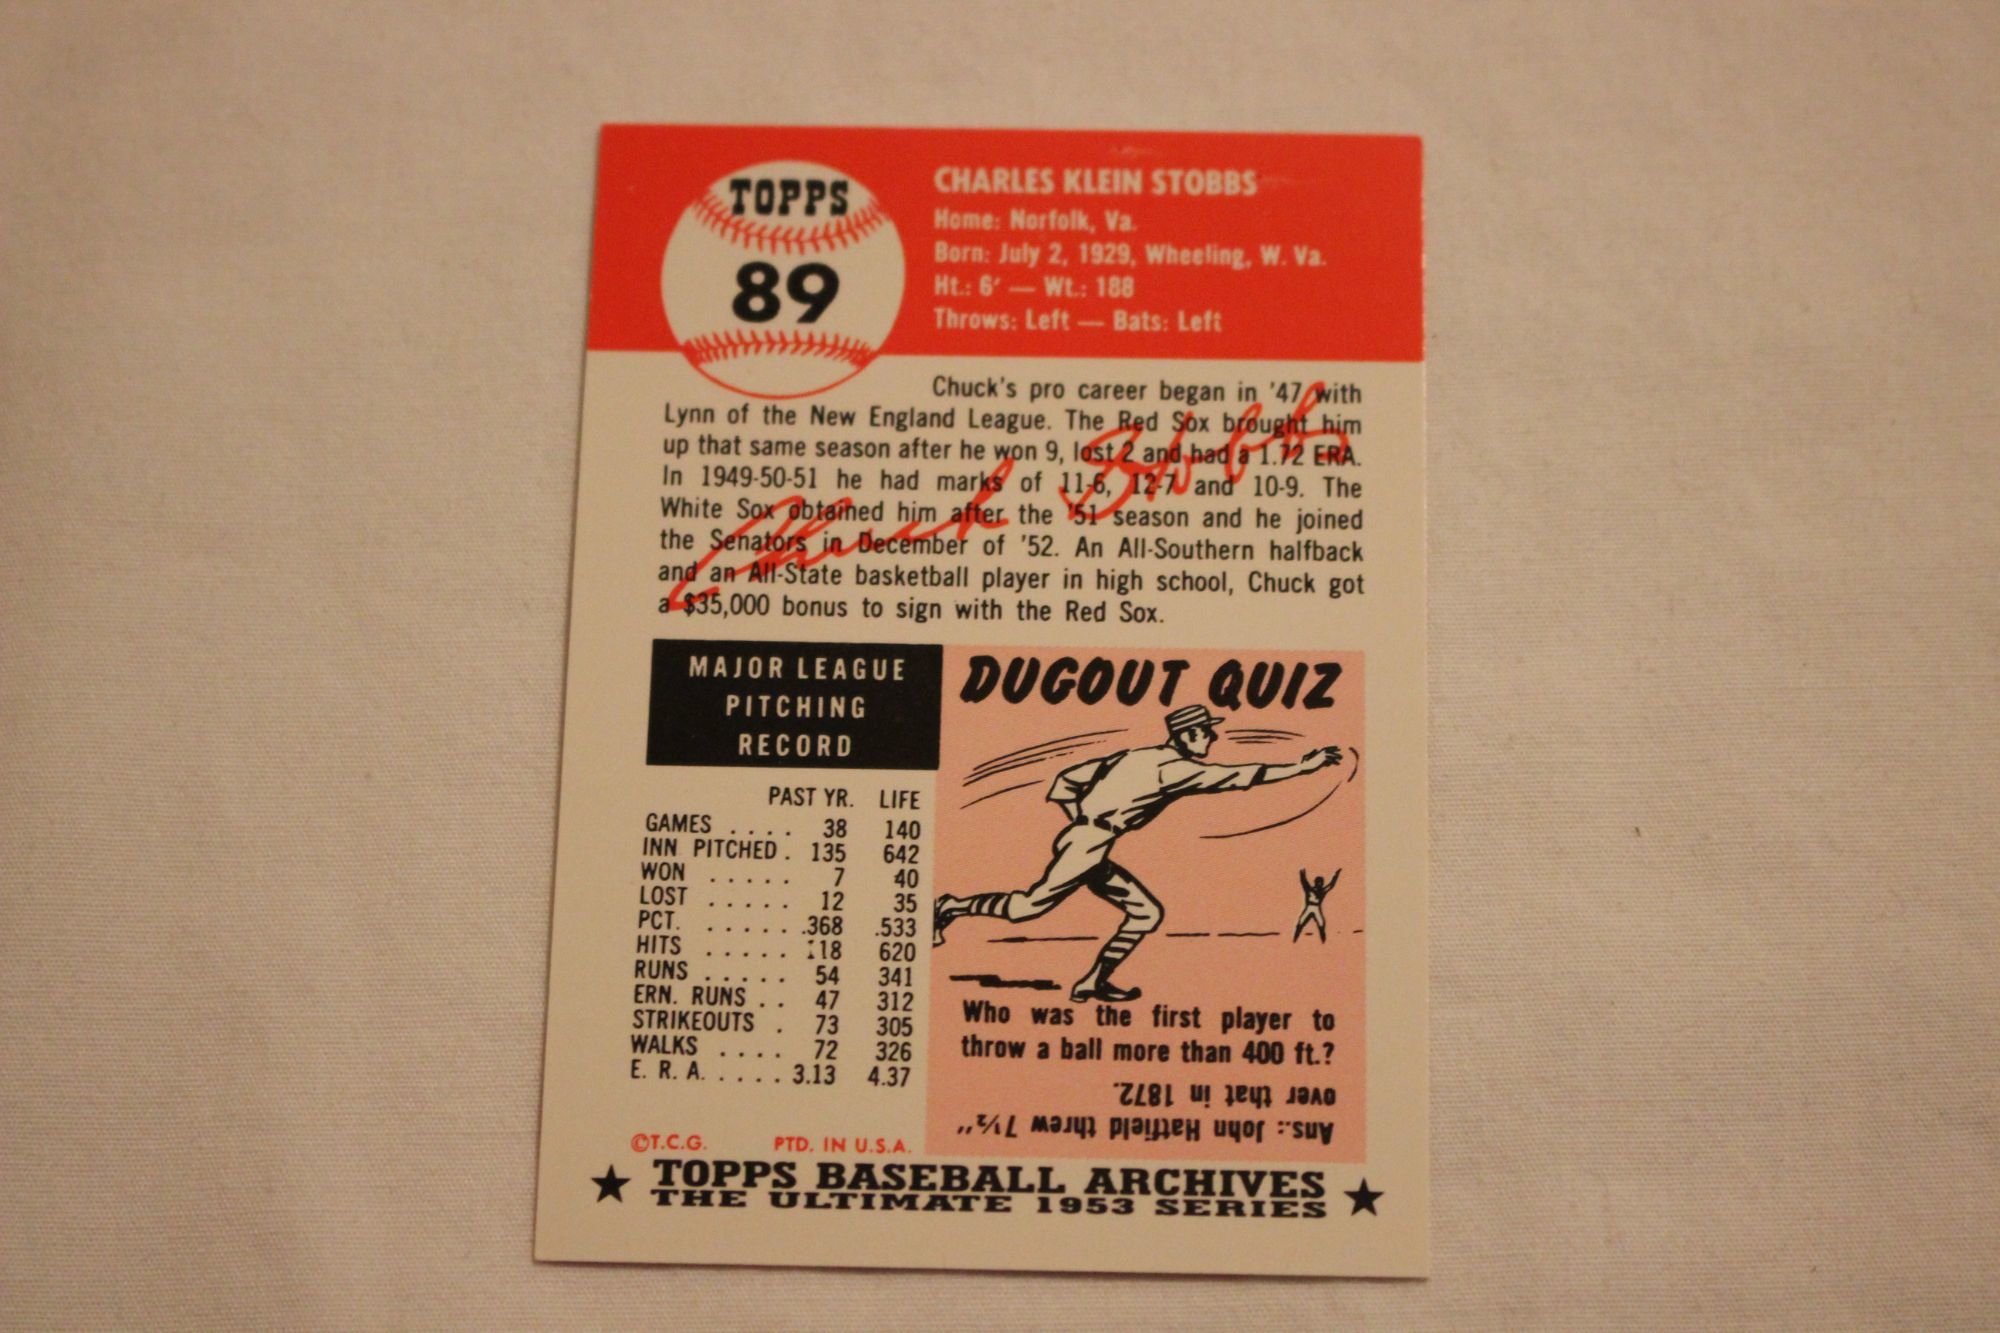 TOPPS
89
CHARLES KLEIN STOBBS
Home: Norfolk, Va.
Born: July 2, 1929, Wheeling, W. Va.
Ht.: 6' — Wt.: 188
Throws: Left — Bats: Left
Chuck's pro career began in '47 with
Lynn of the New England League. The Red Sox brought him
up that same season after he won 9, lost 2 and had a 1.72 ERA.
In 1949-50-51 he had marks of 11-6, 12-7 and 10-9. The
White Sox obtained him after the '51 season and he joined
the Senators in December of '52. An All-Southern halfback
and an All-State basketball player in high school, Chuck got
a $35,000 bonus to sign with the Red Sox.
Chuck Stobbs
MAJOR LEAGUE
PITCHING
RECORD
PAST YR. LIFE
GAMES . . . . 38 140
INN PITCHED . 135 642
WON . . . . . 7 40
LOST . . . . . 12 35
PCT. . . . . . .368 .533
HITS . . . . . 118 620
RUNS . . . . . 54 341
ERN. RUNS . . 47 312
STRIKEOUTS . 73 305
WALKS . . . . 72 326
E. R. A. . . . . 3.13 4.37
©T.C.G. PTD. IN U.S.A.
DUGOUT QUIZ
Who was the first player to
throw a ball more than 400 ft.?
Ans.: John Hatfield threw 7½"
over that in 1872.
TOPPS BASEBALL ARCHIVES
THE ULTIMATE 1953 SERIES